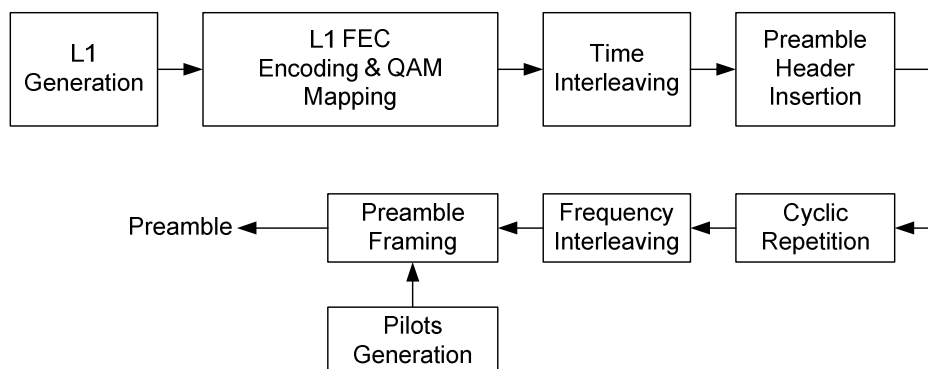 L1
Generation
L1 FEC
Encoding & QAM
Mapping
Time
Interleaving
Preamble
Header
Insertion
Preamble
Preamble
Framing
Frequency
Interleaving
Cyclic
Repetition
Pilots
Generation